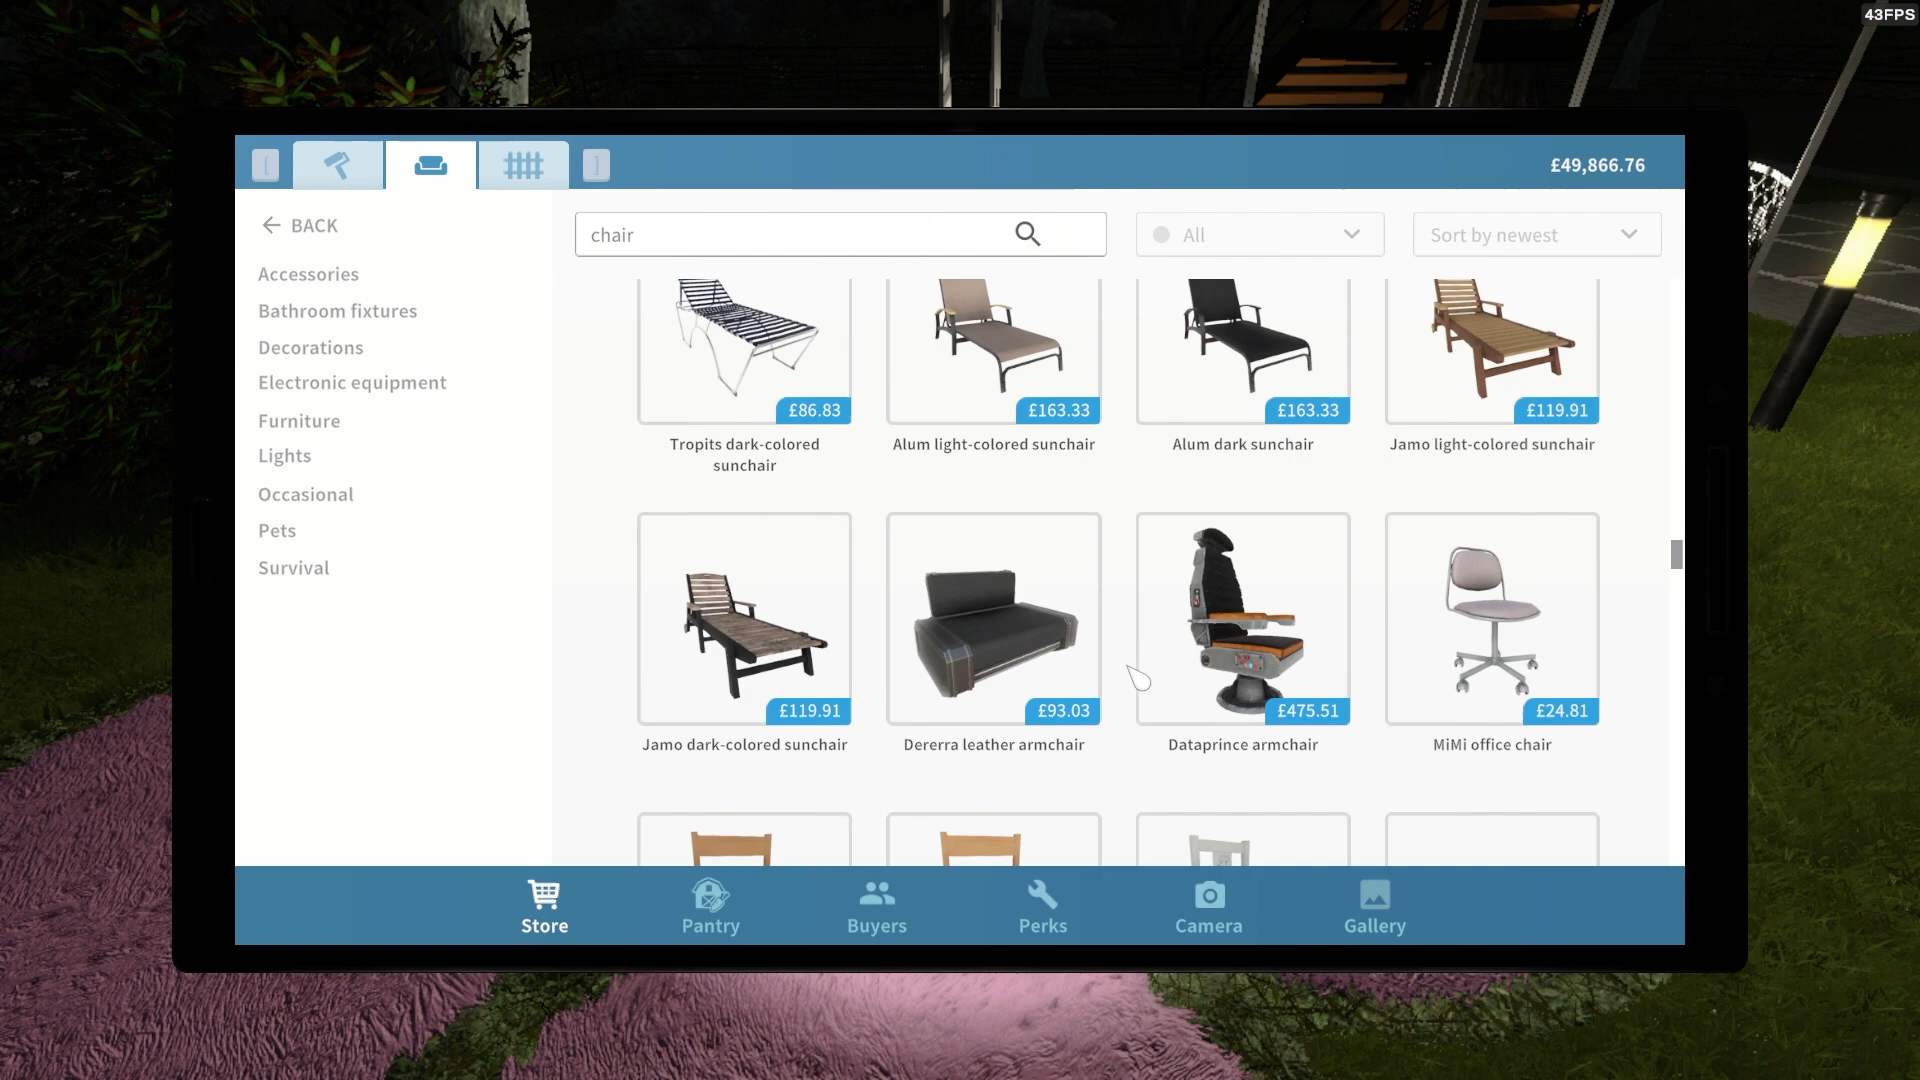 43FPS
[
]
£49,866.76
BACK
chair
All
Sort by newest
Accessories
Bathroom fixtures
Decorations
Electronic equipment
Furniture
Lights
Occasional
Pets
Survival
£86.83
£163.33
£163.33
£119.91
Tropits dark-colored
sunchair
Alum light-colored sunchair
Alum dark sunchair
Jamo light-colored sunchair
£119.91
£93.03
£475.51
£24.81
Jamo dark-colored sunchair
Dererra leather armchair
Dataprince armchair
MiMi office chair
Store
Pantry
Buyers
Perks
Camera
Gallery